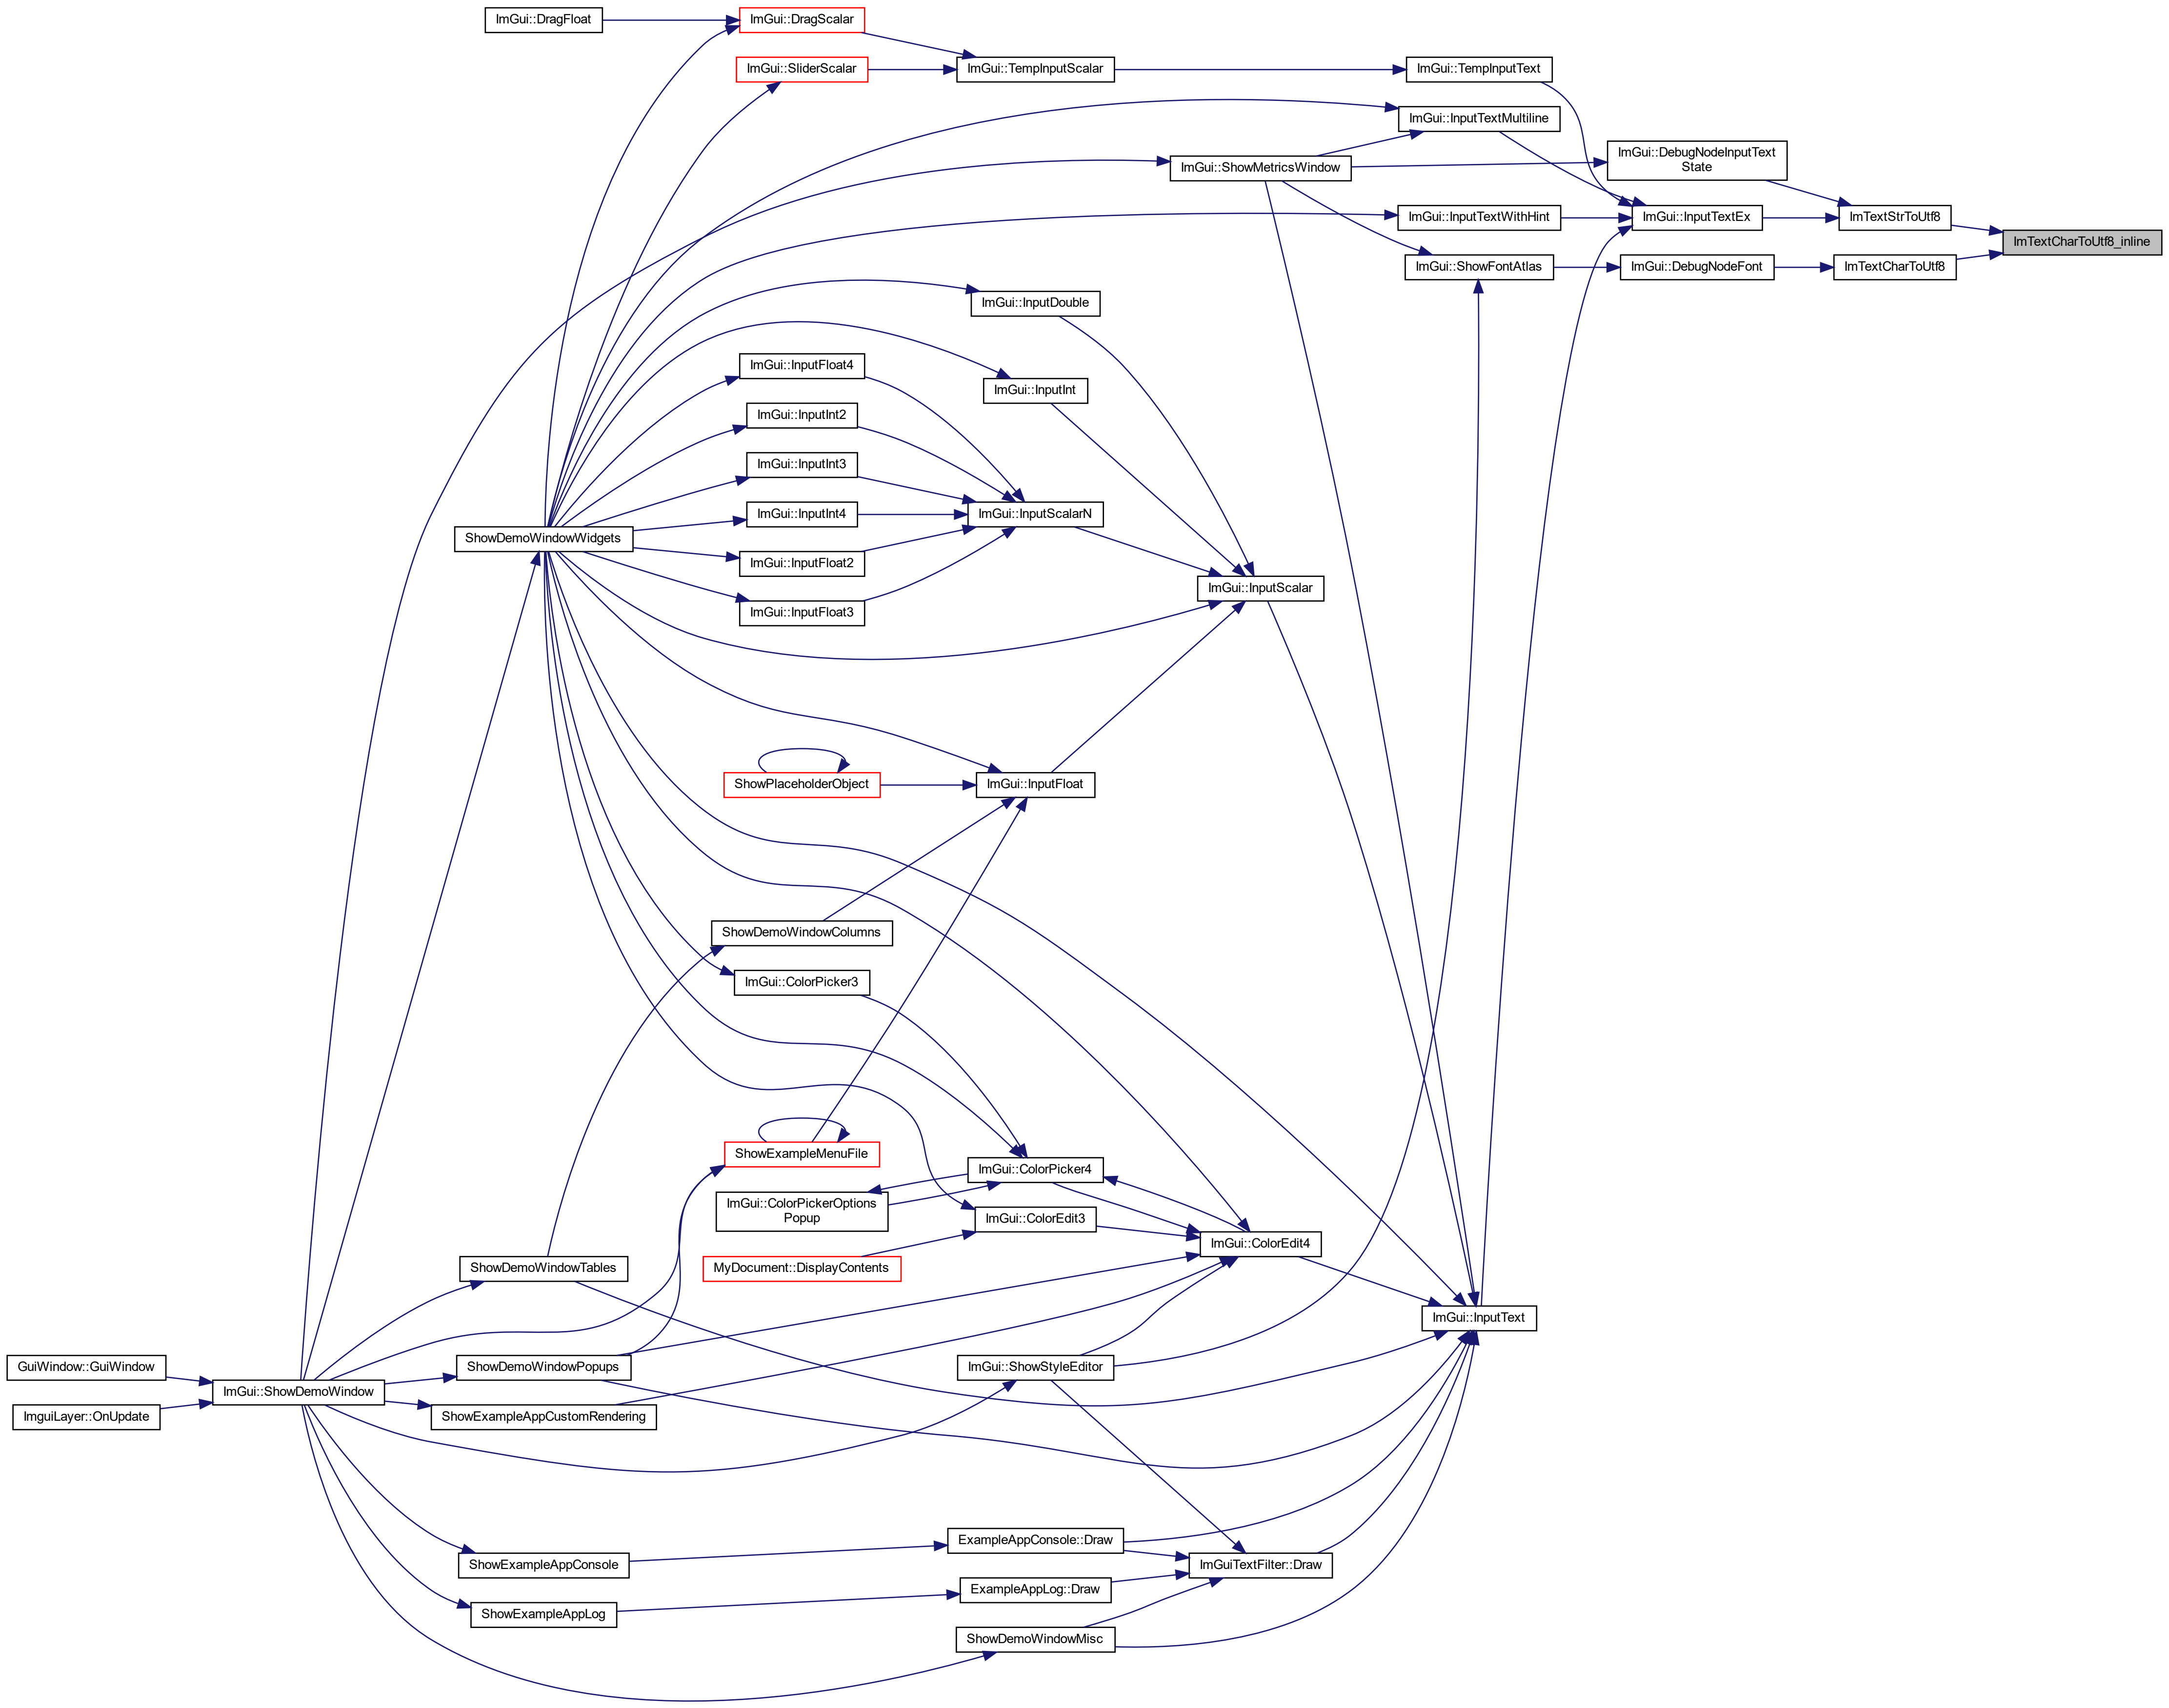 ImGui::DragFloat
ImGui::DragScalar
ImGui::SliderScalar
ImGui::TempInputScalar
ImGui::TempInputText
ImGui::InputTextMultiline
ImGui::ShowMetricsWindow
ImGui::DebugNodeInputText
State
ImGui::InputTextWithHint
ImGui::InputTextEx
ImTextStrToUtf8
ImTextCharToUtf8_inline
ImGui::ShowFontAtlas
ImGui::DebugNodeFont
ImTextCharToUtf8
ImGui::InputDouble
ImGui::InputFloat4
ImGui::InputInt
ImGui::InputInt2
ImGui::InputInt3
ImGui::InputInt4
ImGui::InputScalarN
ShowDemoWindowWidgets
ImGui::InputFloat2
ImGui::InputScalar
ImGui::InputFloat3
ShowPlaceholderObject
ImGui::InputFloat
ShowDemoWindowColumns
ImGui::ColorPicker3
ShowExampleMenuFile
ImGui::ColorPicker4
ImGui::ColorPickerOptions
Popup
ImGui::ColorEdit3
ImGui::ColorEdit4
MyDocument::DisplayContents
ShowDemoWindowTables
ImGui::InputText
GuiWindow::GuiWindow
ShowDemoWindowPopups
ImGui::ShowStyleEditor
ImGui::ShowDemoWindow
ImguiLayer::OnUpdate
ShowExampleAppCustomRendering
ExampleAppConsole::Draw
ShowExampleAppConsole
ImGuiTextFilter::Draw
ExampleAppLog::Draw
ShowExampleAppLog
ShowDemoWindowMisc